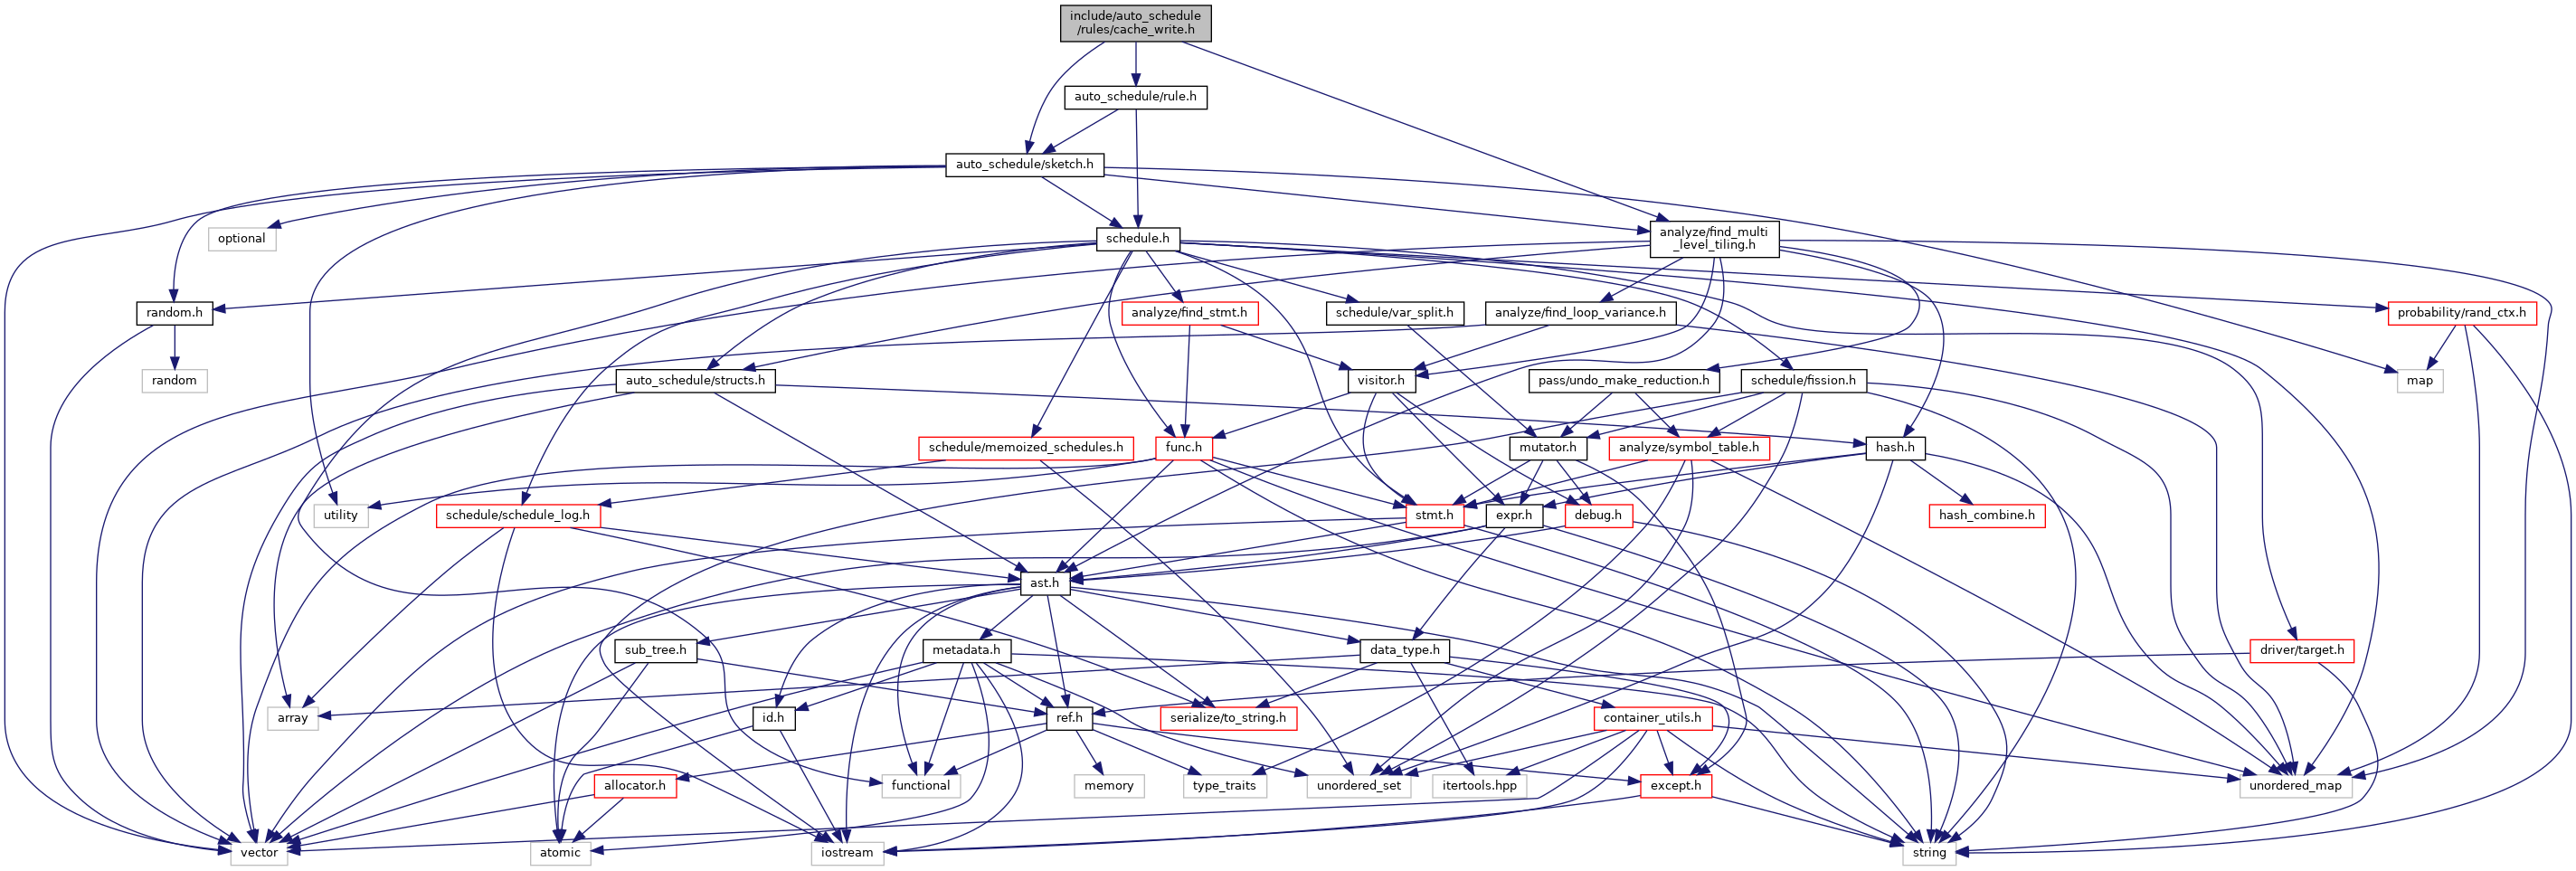 include/auto_schedule
/rules/cache_write.h
auto_schedule/rule.h
auto_schedule/sketch.h
optional
schedule.h
analyze/find_multi
_level_tiling.h
random.h
analyze/find_stmt.h
schedule/var_split.h
analyze/find_loop_variance.h
probability/rand_ctx.h
random
auto_schedule/structs.h
visitor.h
pass/undo_make_reduction.h
schedule/fission.h
map
schedule/memoized_schedules.h
func.h
mutator.h
analyze/symbol_table.h
hash.h
utility
schedule/schedule_log.h
stmt.h
expr.h
debug.h
hash_combine.h
ast.h
sub_tree.h
metadata.h
data_type.h
driver/target.h
array
id.h
ref.h
serialize/to_string.h
container_utils.h
allocator.h
functional
memory
type_traits
unordered_set
itertools.hpp
except.h
unordered_map
vector
atomic
iostream
string